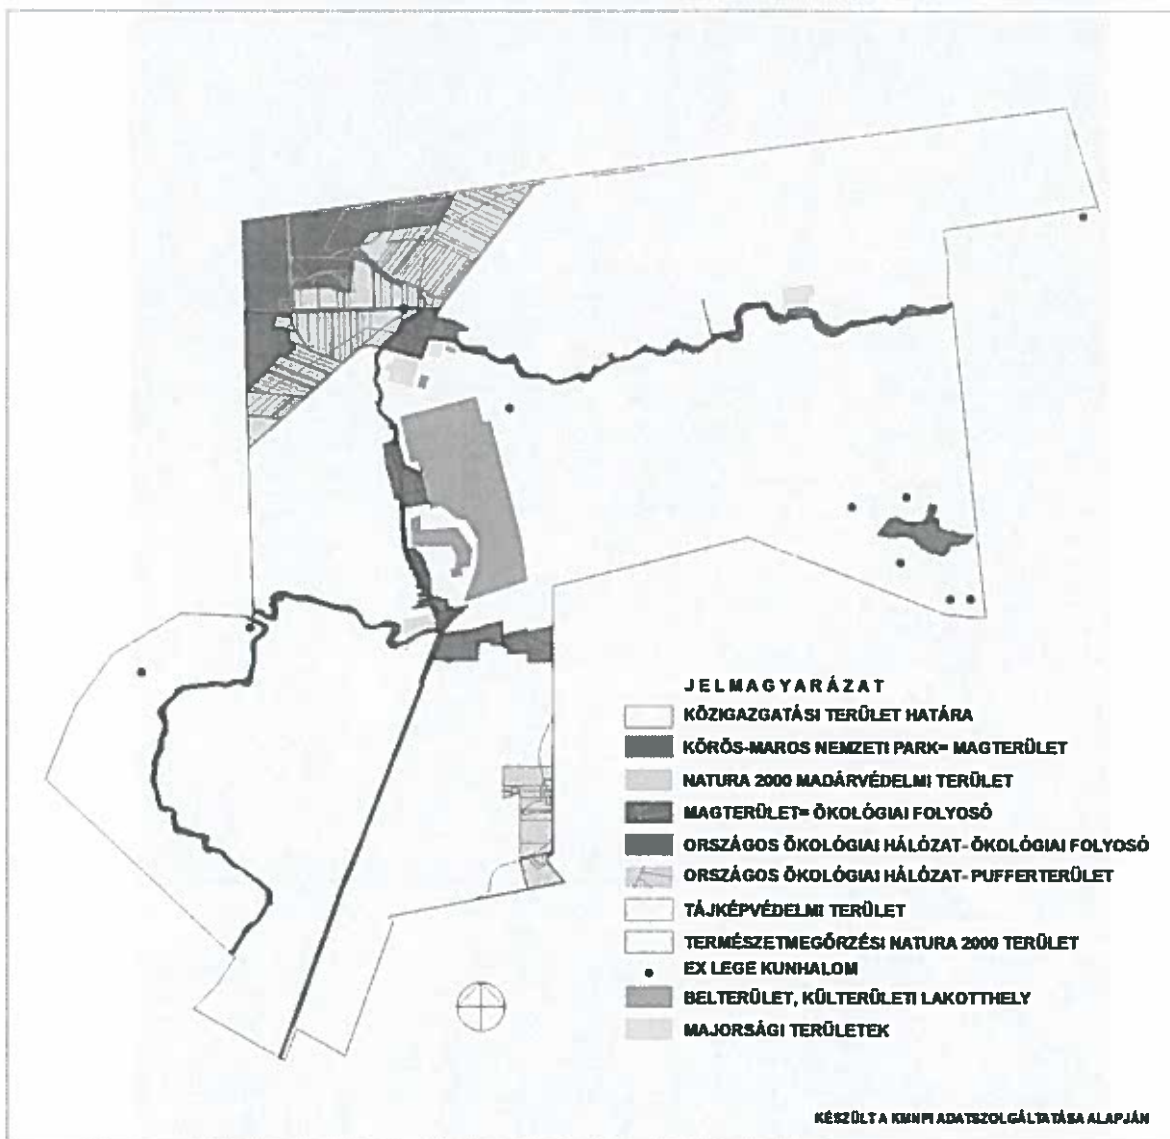 JELMAGYARÁZAT
KÖZIGAZGATÁSI TERÜLET HATÁRA
KÖRÖS-MAROS NEMZETI PARK= MAGTERÜLET
NATURA 2000 MADÁRVÉDELMI TERÜLET
MAGTERÜLET= ÖKOLÓGIAI FOLYOSÓ
ORSZÁGOS ÖKOLÓGIAI HÁLÓZAT- ÖKOLÓGIAI FOLYOSÓ
ORSZÁGOS ÖKOLÓGIAI HÁLÓZAT- PUFFERTERÜLET
TÁJKÉPVÉDELMI TERÜLET
TERMÉSZETMEGŐRZÉSI NATURA 2000 TERÜLET
EX LEGE KUNHALOM
BELTERÜLET, KÜLTERÜLETI LAKOTTHELY
MAJORSÁGI TERÜLETEK
KÉSZÜLT A KMNPI ADATSZOLGÁLTATÁSA ALAPJÁN